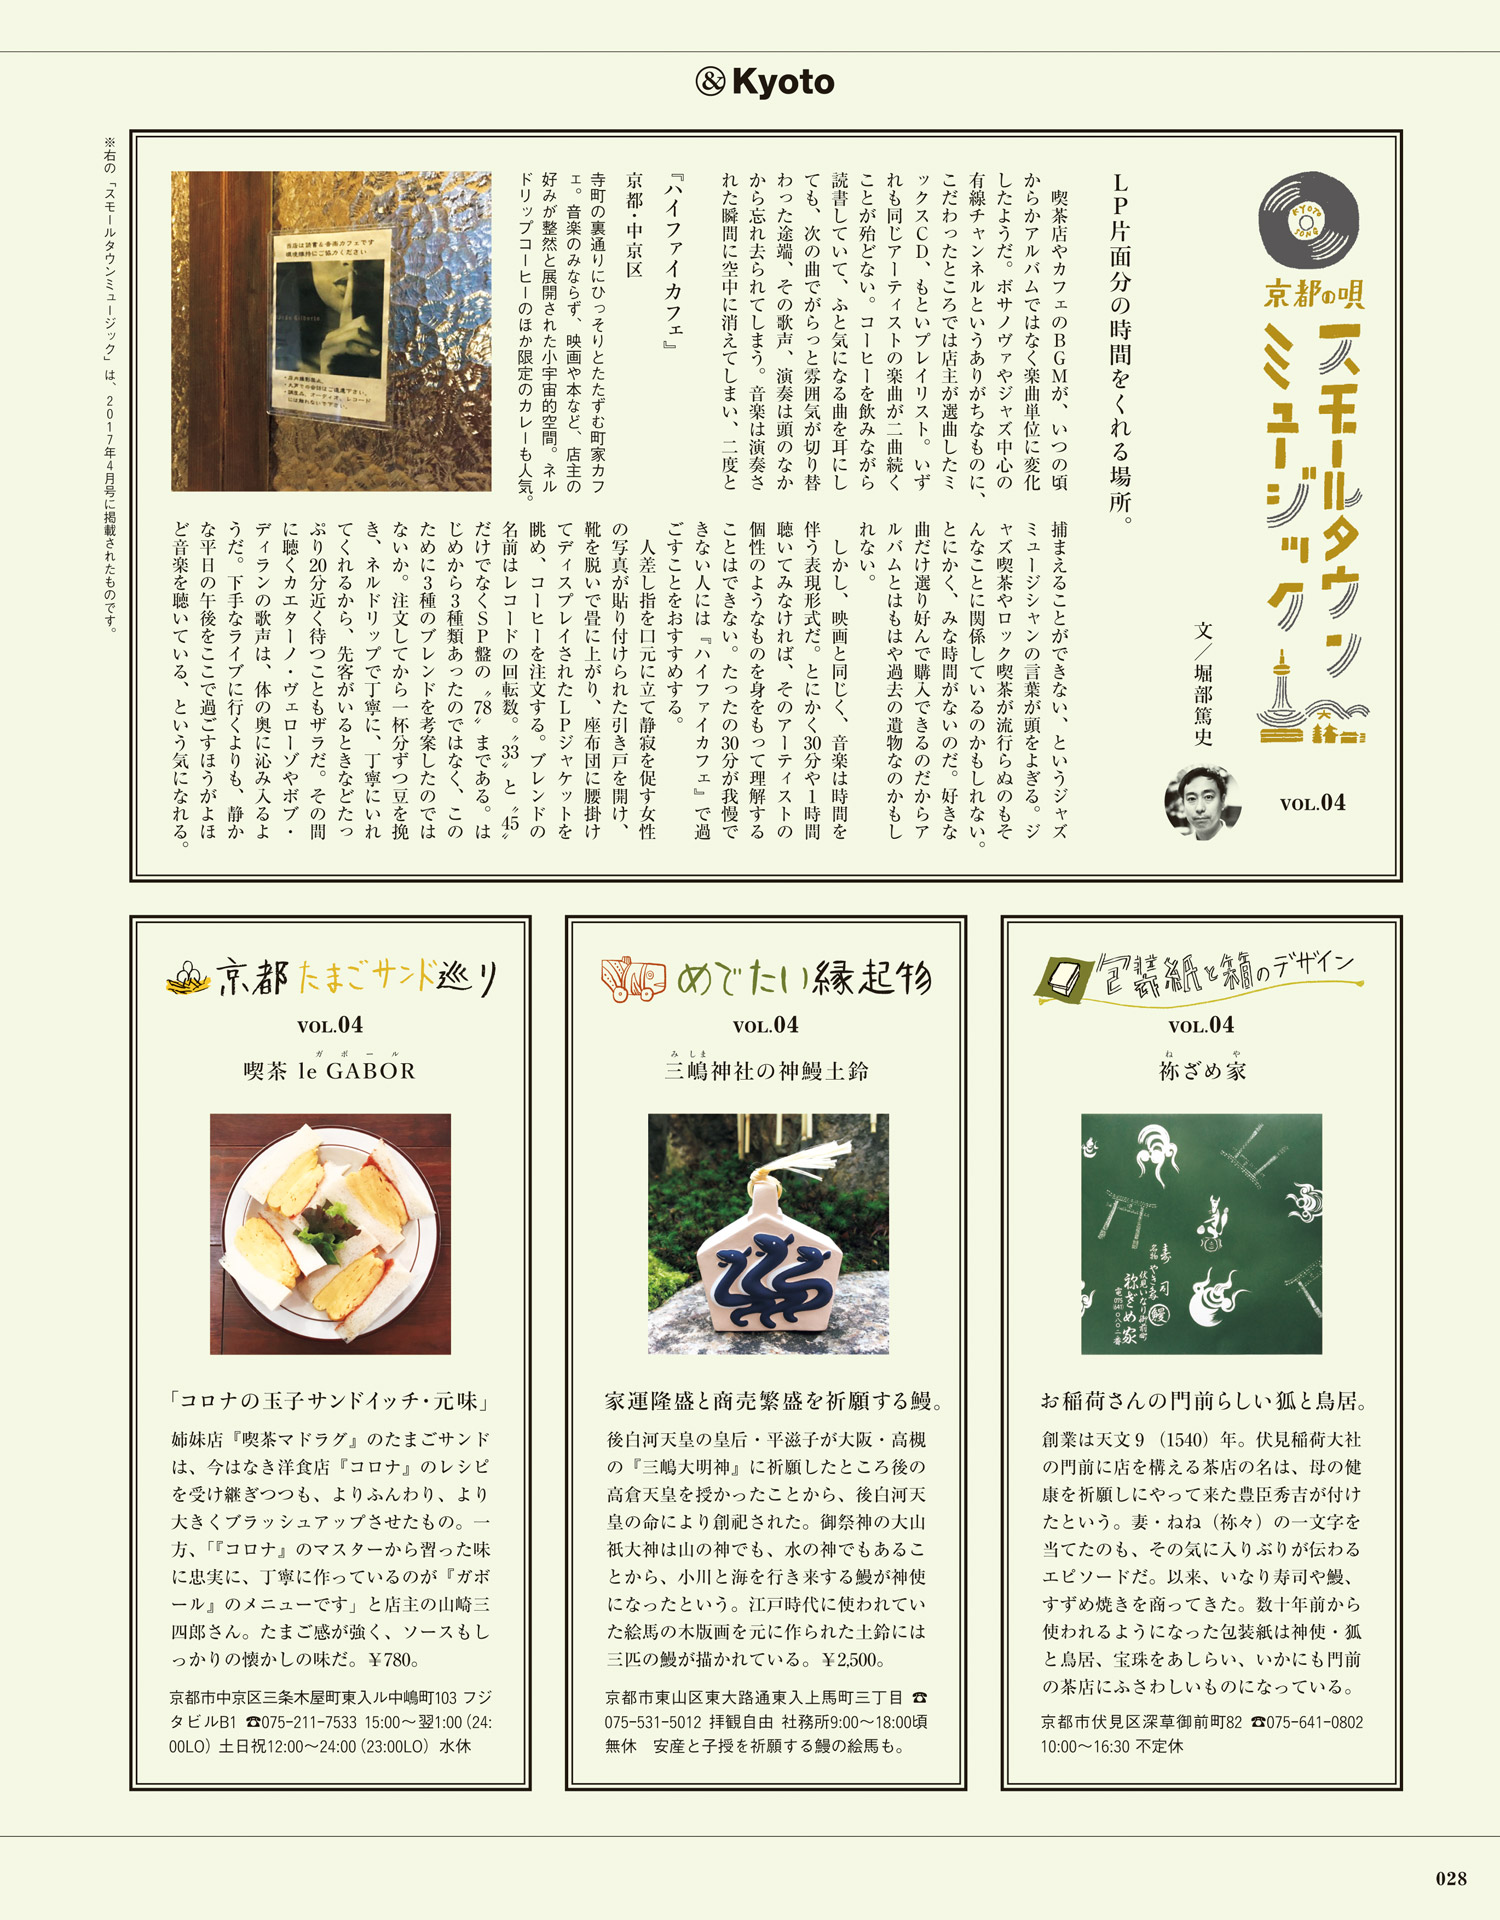 & Kyoto
京都の唄
スモールタウン
ミュージック
VOL.04
文／堀部篤史
LP片面分の時間をくれる場所。
喫茶店やカフェのBGMが、いつの頃
からかアルバムではなく楽曲単位に変化
したようだ。ボサノヴァやジャズ中心の
有線チャンネルというありがちなものに、
こだわったところでは店主が選曲したミ
ックスCD、もといプレイリスト。いず
れも同じアーティストの楽曲が二曲続く
ことが殆どない。コーヒーを飲みながら
読書していて、ふと気になる曲を耳にし
ても、次の曲でがらっと雰囲気が切り替
わった途端、その歌声、演奏は頭のなか
から忘れ去られてしまう。音楽は演奏さ
れた瞬間に空中に消えてしまい、二度と
捕まえることができない、というジャズ
ミュージシャンの言葉が頭をよぎる。ジ
ャズ喫茶やロック喫茶が流行らぬのもそ
んなことに関係しているのかもしれない。
とにかく、みな時間がないのだ。好きな
曲だけ選り好んで購入できるのだからア
ルバムとはもはや過去の遺物なのかもし
れない。
しかし、映画と同じく、音楽は時間を
伴う表現形式だ。とにかく30分や1時間
聴いてみなければ、そのアーティストの
個性のようなものを身をもって理解する
ことはできない。たったの30分が我慢で
きない人には『ハイファイカフェ』で過
ごすことをおすすめする。
人差し指を口元に立て静寂を促す女性
の写真が貼り付けられた引き戸を開け、
靴を脱いで畳に上がり、座布団に腰掛け
てディスプレイされたLPジャケットを
眺め、コーヒーを注文する。ブレンドの
名前はレコードの回転数。〝33〟と〝45〟
だけでなくSP盤の〝78〟まである。は
じめから3種類あったのではなく、この
ために3種のブレンドを考案したのでは
ないか。注文してから一杯分ずつ豆を挽
き、ネルドリップで丁寧に、丁寧にいれ
てくれるから、先客がいるときなどたっ
ぷり20分近く待つこともザラだ。その間
に聴くカエターノ・ヴェローゾやボブ・
ディランの歌声は、体の奥に沁み入るよ
うだ。下手なライブに行くよりも、静か
な平日の午後をここで過ごすほうがよほ
ど音楽を聴いている、という気になれる。
『ハイファイカフェ』
京都・中京区
寺町の裏通りにひっそりとたたずむ町家カフ
ェ。音楽のみならず、映画や本など、店主の
好みが整然と展開された小宇宙的空間。ネル
ドリップコーヒーのほか限定のカレーも人気。
当店は読書&音楽カフェです
環境維持にご協力ください
※右の「スモールタウンミュージック」は、2017年4月号に掲載されたものです。
KYOTO
SONG
京都たまごサンド巡り
VOL.04
ガボール
喫茶 le GABOR
「コロナの玉子サンドイッチ・元味」
姉妹店『喫茶マドラグ』のたまごサンド
は、今はなき洋食店『コロナ』のレシピ
を受け継ぎつつも、よりふんわり、より
大きくブラッシュアップさせたもの。一
方、「『コロナ』のマスターから習った味
に忠実に、丁寧に作っているのが『ガボ
ール』のメニューです」と店主の山崎三
四郎さん。たまご感が強く、ソースもし
っかりの懐かしの味だ。￥780。
京都市中京区三条木屋町東入ル中嶋町103 フジ
タビルB1 ☎075-211-7533 15:00〜翌1:00（24:
00LO）土日祝12:00〜24:00（23:00LO）水休
めでたい縁起物
VOL.04
みしま
三嶋神社の神鰻土鈴
家運隆盛と商売繁盛を祈願する鰻。
後白河天皇の皇后・平滋子が大阪・高槻
の『三嶋大明神』に祈願したところ後の
高倉天皇を授かったことから、後白河天
皇の命により創祀された。御祭神の大山
祇大神は山の神でも、水の神でもあるこ
とから、小川と海を行き来する鰻が神使
になったという。江戸時代に使われてい
た絵馬の木版画を元に作られた土鈴には
三匹の鰻が描かれている。￥2,500。
京都市東山区東大路通東入上馬町三丁目 ☎
075-531-5012 拝観自由 社務所9:00〜18:00頃
無休　安産と子授を祈願する鰻の絵馬も。
包装紙と箱のデザイン
VOL.04
ね や
祢ざめ家
寿司
名物 やき鳥 鰻
伏見いなり御前町
祢ざめ家
お稲荷さんの門前らしい狐と鳥居。
創業は天文9（1540）年。伏見稲荷大社
の門前に店を構える茶店の名は、母の健
康を祈願しにやって来た豊臣秀吉が付け
たという。妻・ねね（祢々）の一文字を
当てたのも、その気に入りぶりが伝わる
エピソードだ。以来、いなり寿司や鰻、
すずめ焼きを商ってきた。数十年前から
使われるようになった包装紙は神使・狐
と鳥居、宝珠をあしらい、いかにも門前
の茶店にふさわしいものになっている。
京都市伏見区深草御前町82 ☎075-641-0802
10:00〜16:30 不定休
028